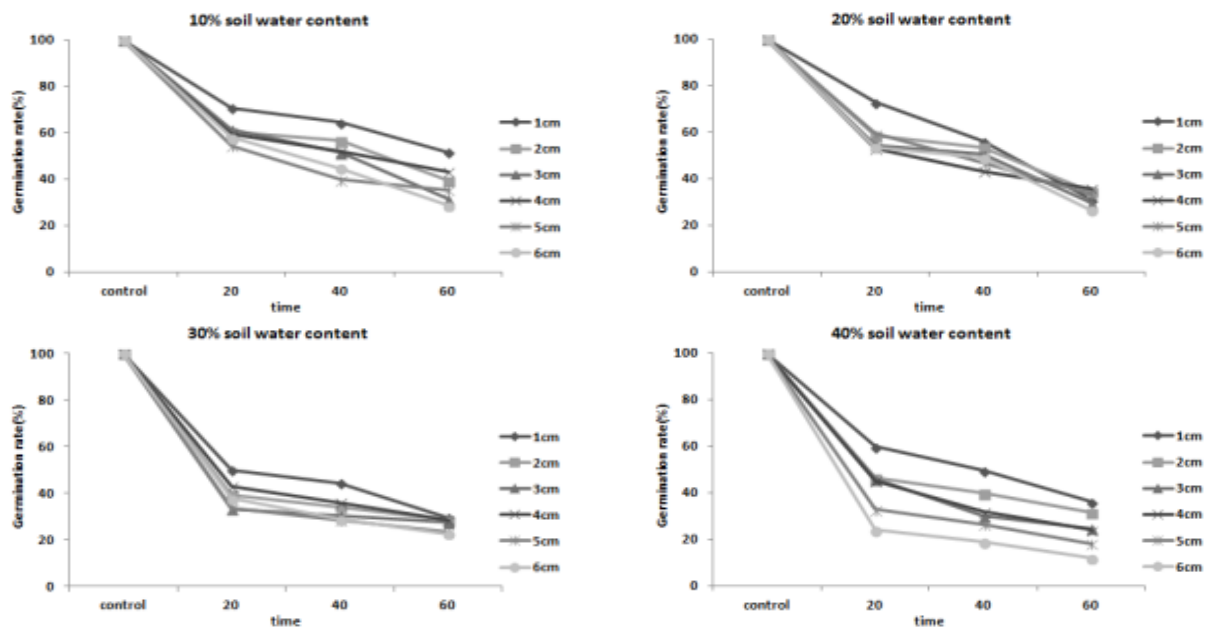 10% soil water content
Germination rate(%)
100
80
60
40
20
0
control 20 40 60
time
1cm
2cm
3cm
4cm
5cm
6cm
20% soil water content
Germination rate(%)
100
80
60
40
20
0
control 20 40 60
time
1cm
2cm
3cm
4cm
5cm
6cm
30% soil water content
Germination rate(%)
100
80
60
40
20
0
control 20 40 60
time
1cm
2cm
3cm
4cm
5cm
6cm
40% soil water content
Germination rate(%)
100
80
60
40
20
0
control 20 40 60
time
1cm
2cm
3cm
4cm
5cm
6cm